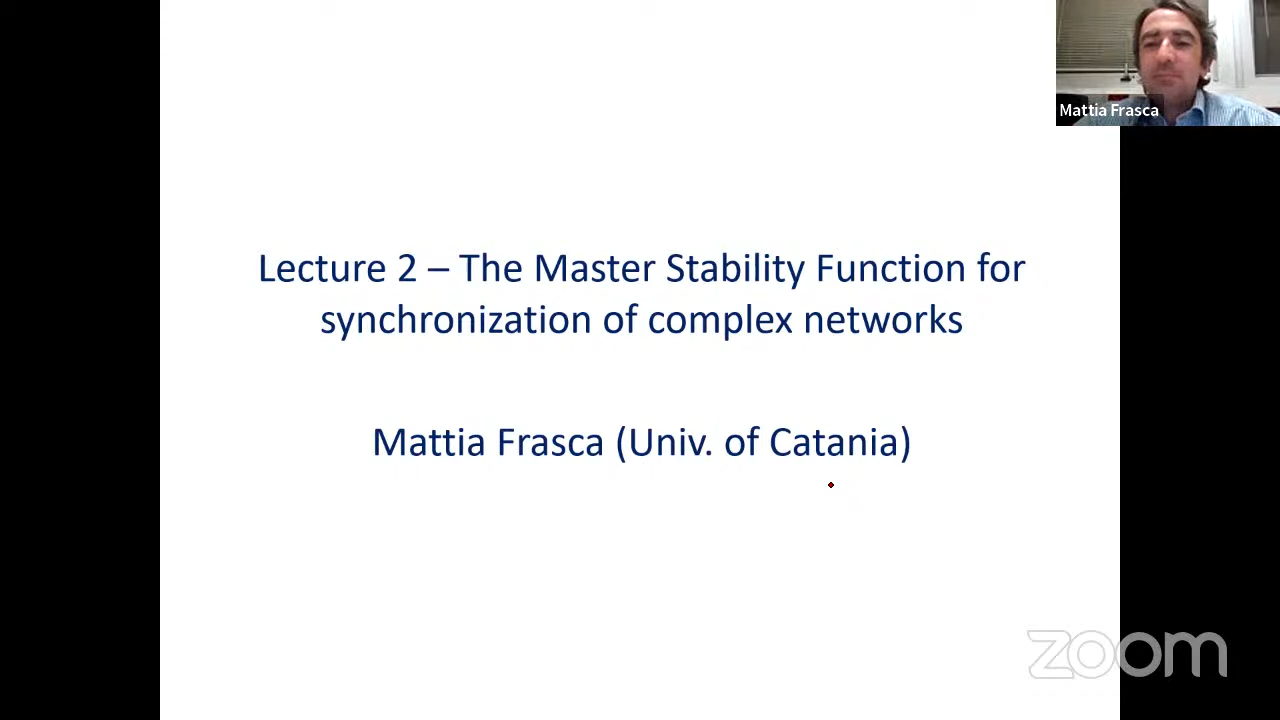 Mattia Frasca
Lecture 2 – The Master Stability Function for
synchronization of complex networks
Mattia Frasca (Univ. of Catania)
zoom